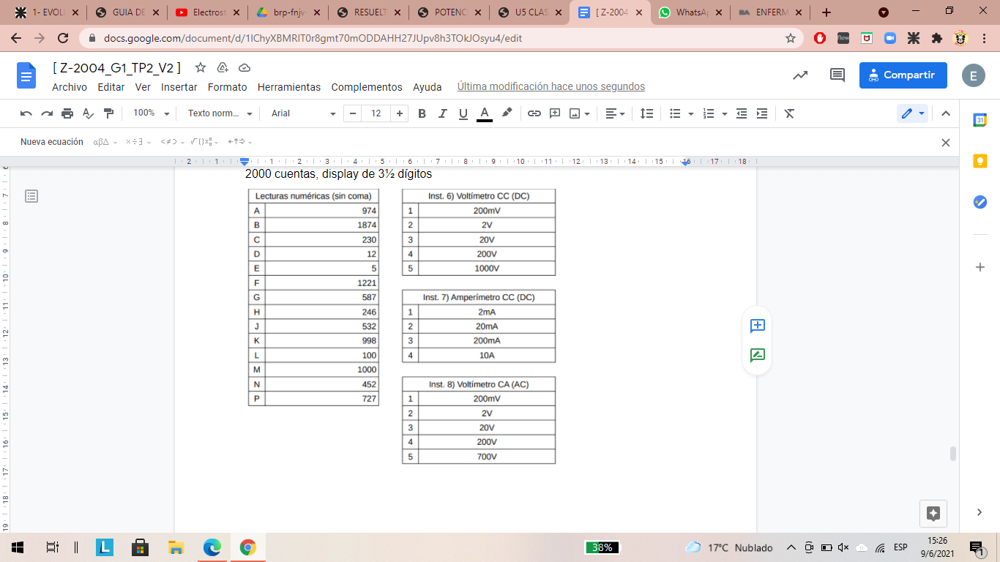 1- EVOLU
GUIA DE
Electrost
brp-fnjv-
RESUELT
POTENC
U5 CLAS
[ Z-2004
WhatsAp
ENFERM
docs.google.com/document/d/1IChyXBMRIT0r8gmt70mODDAHH27JUpv8h3TOkJOsyu4/edit
[ Z-2004_G1_TP2_V2 ]
Archivo Editar Ver Insertar Formato Herramientas Complementos Ayuda Última modificación hace unos segundos
Compartir
E
100% Texto norm... Arial 12
Nueva ecuación
2 1 1 2 3 4 5 6 7 8 9 10 11 12 13 14 15 16 17 18
2000 cuentas, display de 3½ dígitos
Lecturas numéricas (sin coma)
A 974
B 1874
C 230
D 12
E 5
F 1221
G 587
H 246
J 532
K 998
L 100
M 1000
N 452
P 727
Inst. 6) Voltímetro CC (DC)
1 200mV
2 2V
3 20V
4 200V
5 1000V
Inst. 7) Amperímetro CC (DC)
1 2mA
2 20mA
3 200mA
4 10A
Inst. 8) Voltímetro CA (AC)
1 200mV
2 2V
3 20V
4 200V
5 700V
38%
17°C Nublado
ESP
15:26
9/6/2021
1